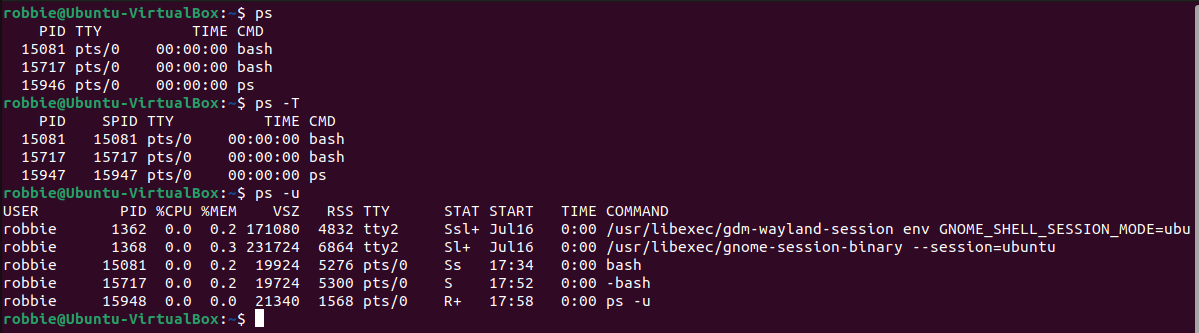 robbie@Ubuntu-VirtualBox:~$ ps
    PID TTY          TIME CMD
  15081 pts/0    00:00:00 bash
  15717 pts/0    00:00:00 bash
  15946 pts/0    00:00:00 ps
robbie@Ubuntu-VirtualBox:~$ ps -T
    PID    SPID TTY          TIME CMD
  15081   15081 pts/0    00:00:00 bash
  15717   15717 pts/0    00:00:00 bash
  15947   15947 pts/0    00:00:00 ps
robbie@Ubuntu-VirtualBox:~$ ps -u
USER         PID %CPU %MEM    VSZ   RSS TTY      STAT START   TIME COMMAND
robbie      1362  0.0  0.2 171080  4832 tty2     Ssl+ Jul16   0:00 /usr/libexec/gdm-wayland-session env GNOME_SHELL_SESSION_MODE=ubu
robbie      1368  0.0  0.3 231724  6864 tty2     Sl+  Jul16   0:00 /usr/libexec/gnome-session-binary --session=ubuntu
robbie     15081  0.0  0.2  19924  5276 pts/0    Ss   17:34   0:00 bash
robbie     15717  0.0  0.2  19724  5300 pts/0    S    17:52   0:00 -bash
robbie     15948  0.0  0.0  21340  1568 pts/0    R+   17:58   0:00 ps -u
robbie@Ubuntu-VirtualBox:~$